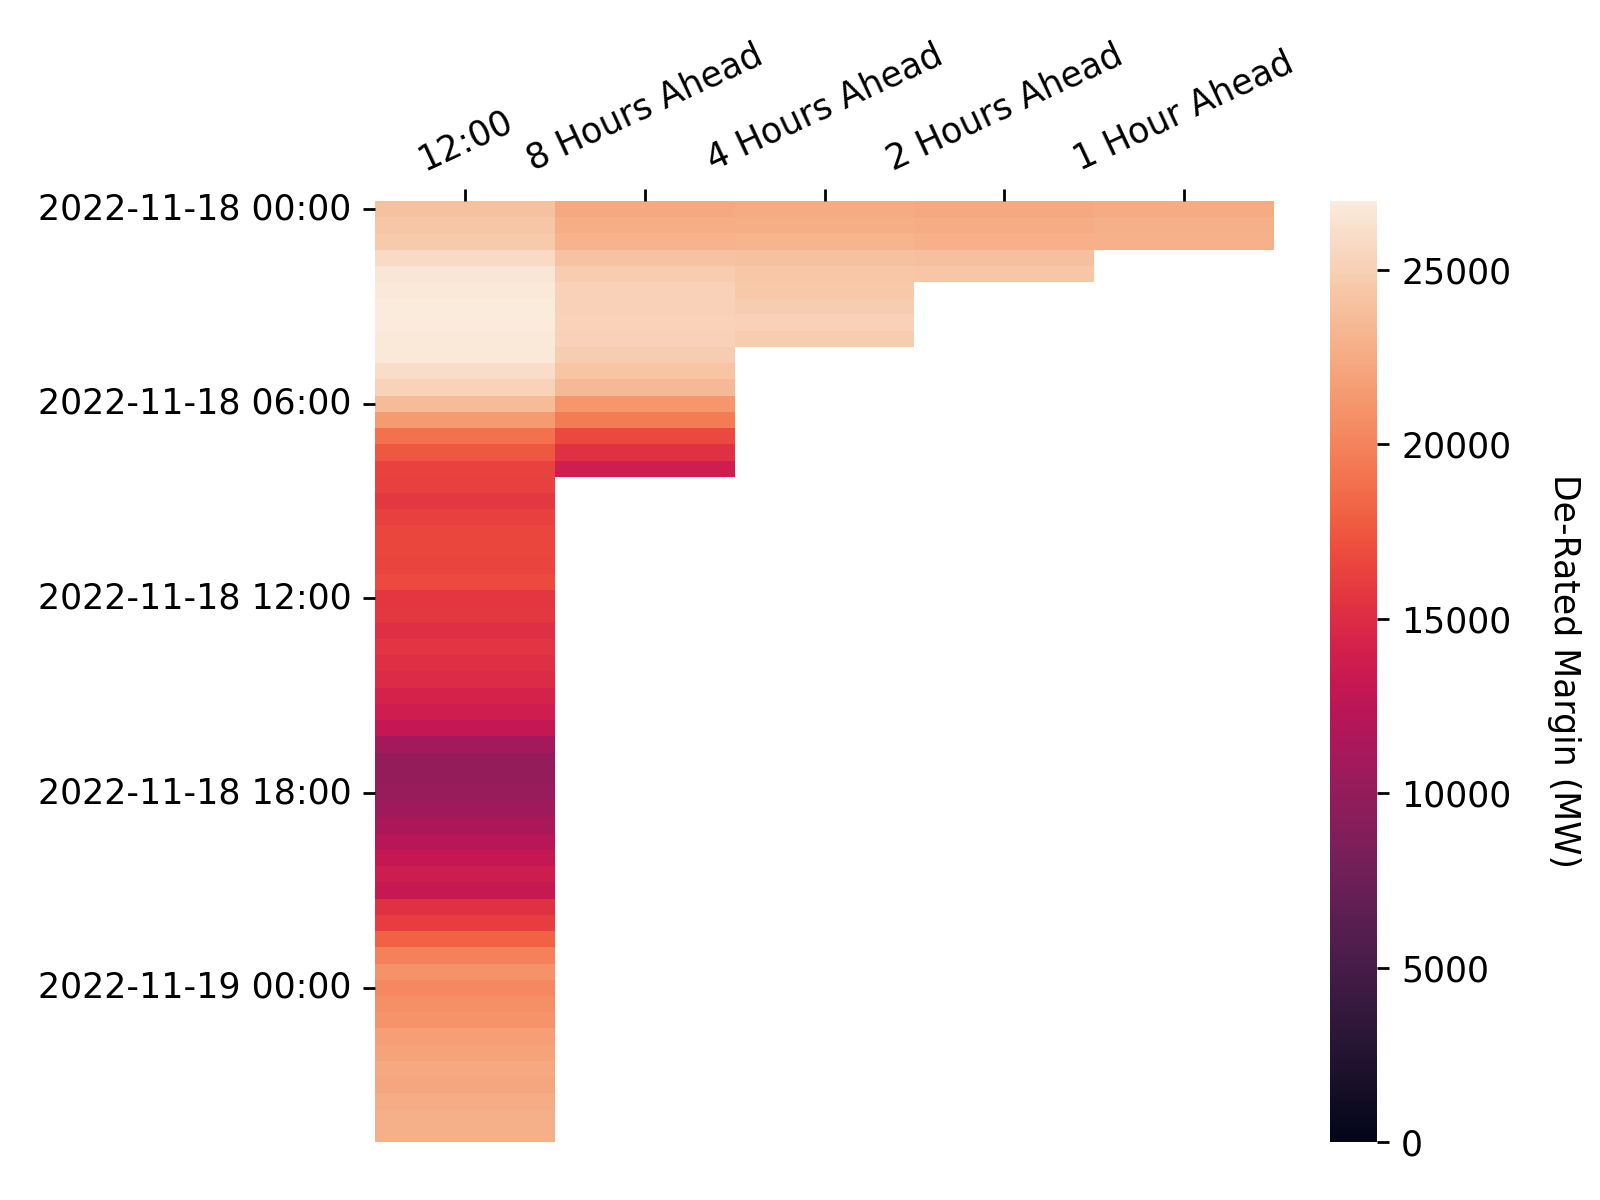 12:00
8 Hours Ahead
4 Hours Ahead
2 Hours Ahead
1 Hour Ahead
2022-11-18 00:00
2022-11-18 06:00
2022-11-18 12:00
2022-11-18 18:00
2022-11-19 00:00
25000
20000
15000
10000
5000
0
De-Rated Margin (MW)